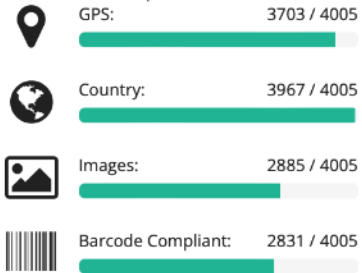 GPS: 3703 / 4005
Country: 3967 / 4005
Images: 2885 / 4005
Barcode Compliant: 2831 / 4005